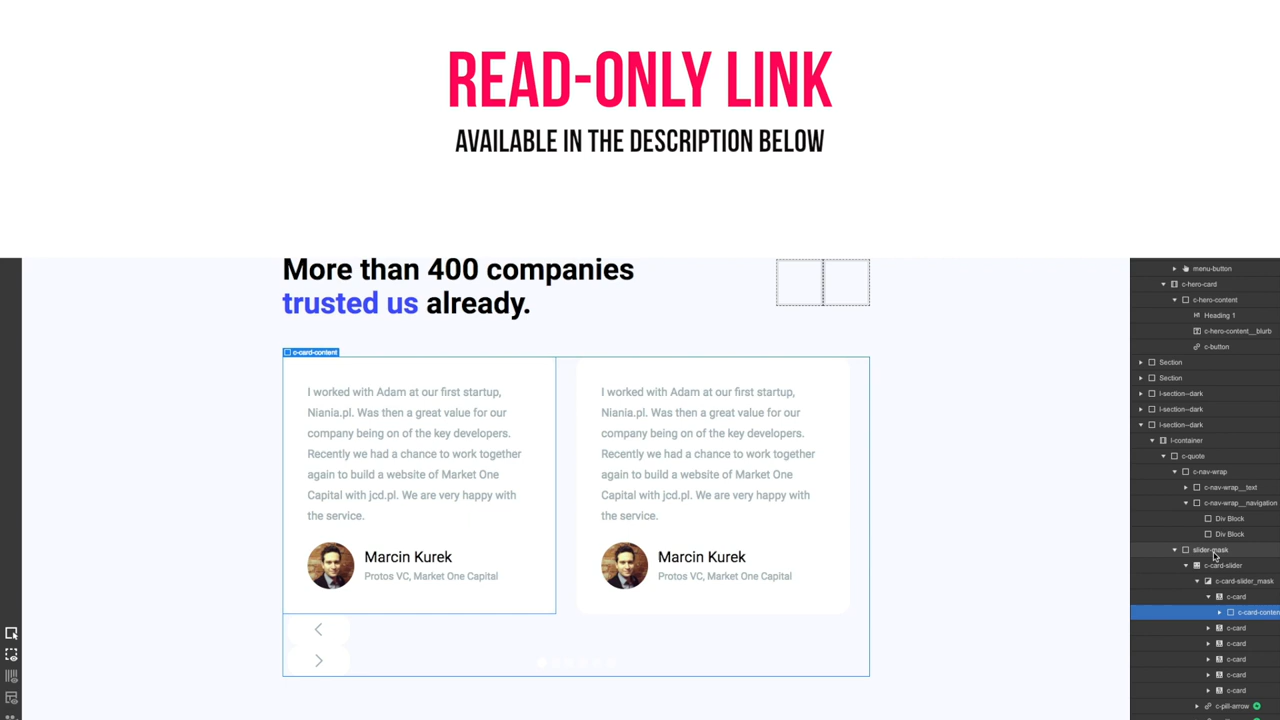 READ-ONLY LINK
AVAILABLE IN THE DESCRIPTION BELOW
More than 400 companies
trusted us already.
c-card-content
I worked with Adam at our first startup,
Niania.pl. Was then a great value for our
company being on of the key developers.
Recently we had a chance to work together
again to build a website of Market One
Capital with jcd.pl. We are very happy with
the service.
Marcin Kurek
Protos VC, Market One Capital
I worked with Adam at our first startup,
Niania.pl. Was then a great value for our
company being on of the key developers.
Recently we had a chance to work together
again to build a website of Market One
Capital with jcd.pl. We are very happy with
the service.
Marcin Kurek
Protos VC, Market One Capital
menu-button
c-hero-card
c-hero-content
H1 Heading 1
c-hero-content__blurb
c-button
Section
Section
l-section--dark
l-section--dark
l-section--dark
l-container
c-quote
c-nav-wrap
c-nav-wrap__text
c-nav-wrap__navigation
Div Block
Div Block
slider-mask
c-card-slider
c-card-slider_mask
c-card
c-card-conten
c-card
c-card
c-card
c-card
c-card
c-pill-arrow